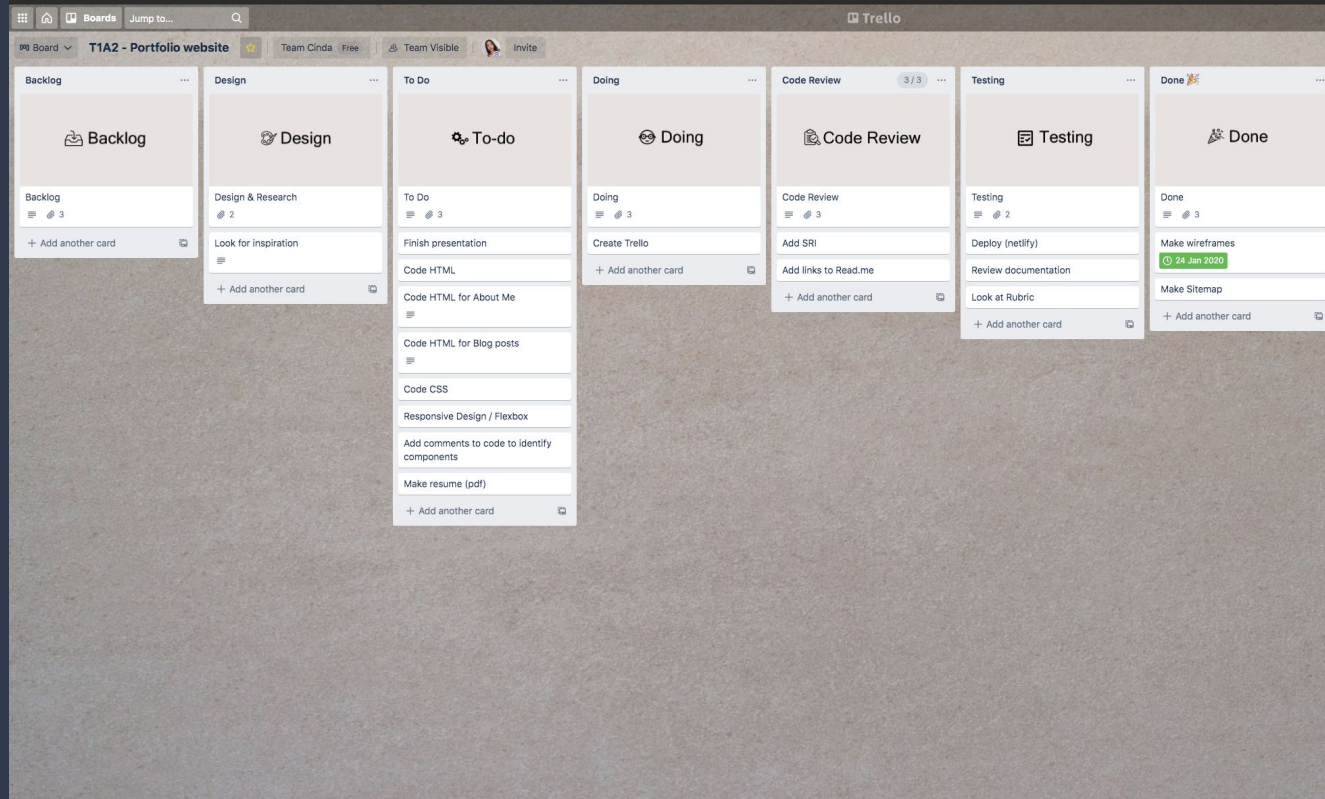 Boards Jump to...
Trello
Board T1A2 - Portfolio website Team Cinda Free Team Visible Invite
Backlog
Backlog
Backlog
3
+ Add another card
Design
Design
Design & Research
2
Look for inspiration
+ Add another card
To Do
To-do
To Do
3
Finish presentation
Code HTML
Code HTML for About Me
Code HTML for Blog posts
Code CSS
Responsive Design / Flexbox
Add comments to code to identify
components
Make resume (pdf)
+ Add another card
Doing
Doing
Doing
3
Create Trello
+ Add another card
Code Review 3/3
Code Review
Code Review
3
Add SRI
Add links to Read.me
+ Add another card
Testing
Testing
Testing
2
Deploy (netlify)
Review documentation
Look at Rubric
+ Add another card
Done 🎉
Done
Done
3
Make wireframes
24 Jan 2020
Make Sitemap
+ Add another card